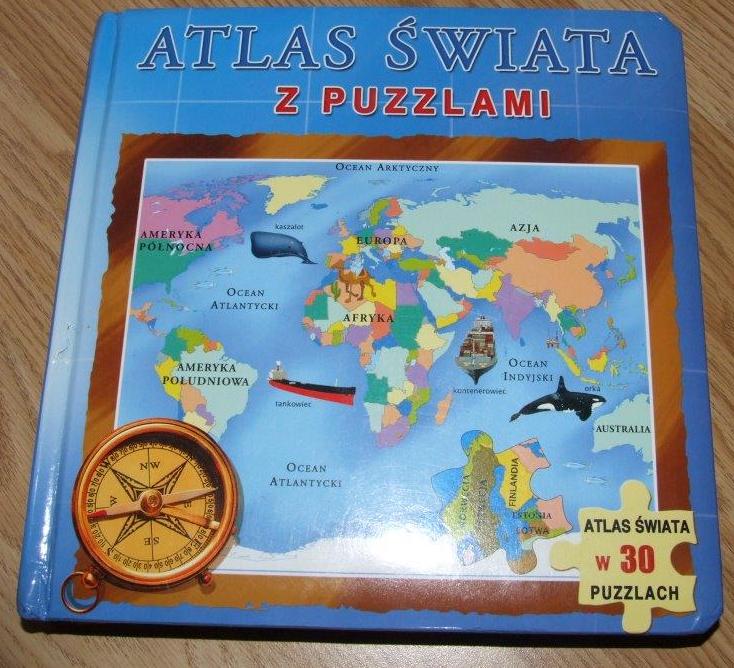 ATLAS ŚWIATA
Z PUZZLAMI
OCEAN ARKTYCZNY
AMERYKA
PÓŁNOCNA
kaszalot
EUROPA
AZJA
OCEAN
ATLANTYCKI
AFRYKA
AMERYKA
POŁUDNIOWA
OCEAN
INDYJSKI
tankowiec
kontenerowiec
orka
AUSTRALIA
OCEAN
ATLANTYCKI
FINLANDIA
ESTONIA
ŁOTWA
NW
W
SE
ATLAS ŚWIATA
w 30
PUZZLACH